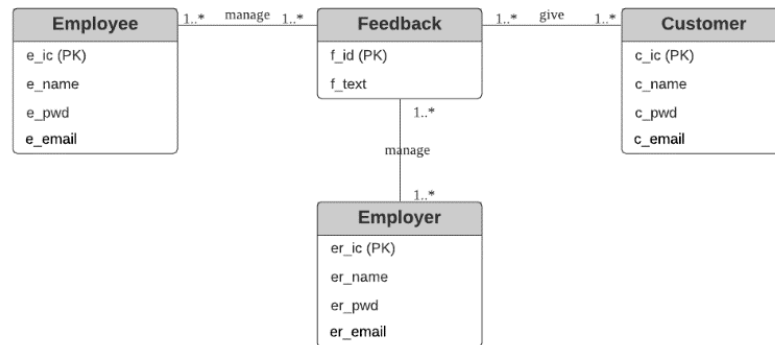 Employee
e_ic (PK)
e_name
e_pwd
e_email
1..* manage 1..*
Feedback
f_id (PK)
f_text
1..* give 1..*
Customer
c_ic (PK)
c_name
c_pwd
c_email
1..*
manage
1..*
Employer
er_ic (PK)
er_name
er_pwd
er_email